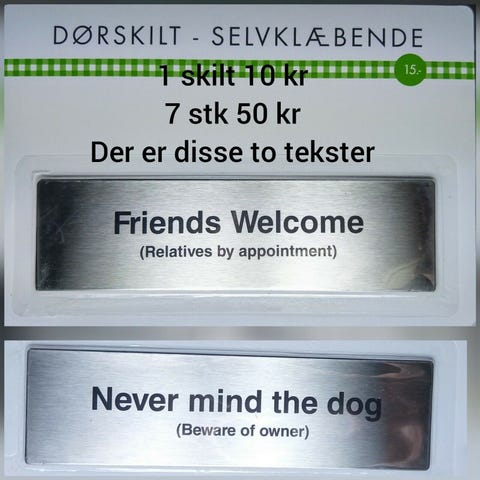 DØRSKILT - SELVKLÆBENDE
15.-
1 skilt 10 kr
7 stk 50 kr
Der er disse to tekster
Friends Welcome
(Relatives by appointment)
Never mind the dog
(Beware of owner)